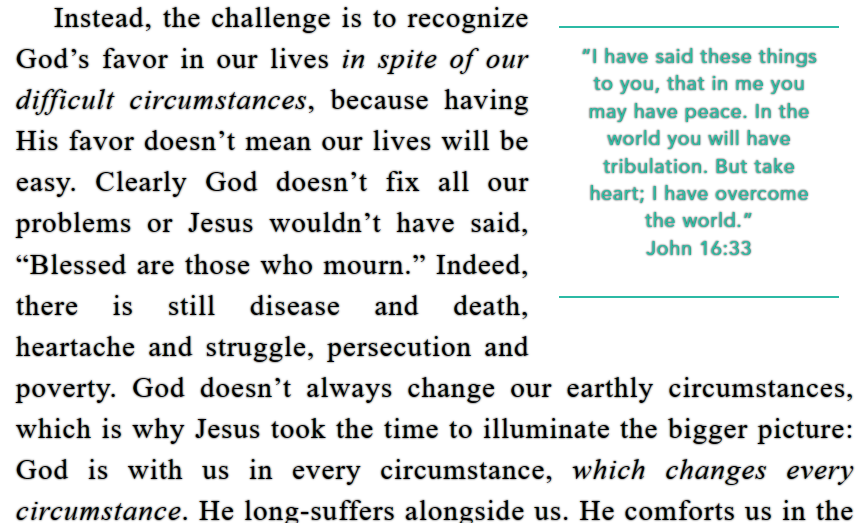 Instead, the challenge is to recognize
God’s favor in our lives in spite of our
difficult circumstances, because having
His favor doesn’t mean our lives will be
easy. Clearly God doesn’t fix all our
problems or Jesus wouldn’t have said,
“Blessed are those who mourn.” Indeed,
there is still disease and death,
heartache and struggle, persecution and
poverty. God doesn’t always change our earthly circumstances,
which is why Jesus took the time to illuminate the bigger picture:
God is with us in every circumstance, which changes every
circumstance. He long-suffers alongside us. He comforts us in the
“I have said these things
to you, that in me you
may have peace. In the
world you will have
tribulation. But take
heart; I have overcome
the world.”
John 16:33